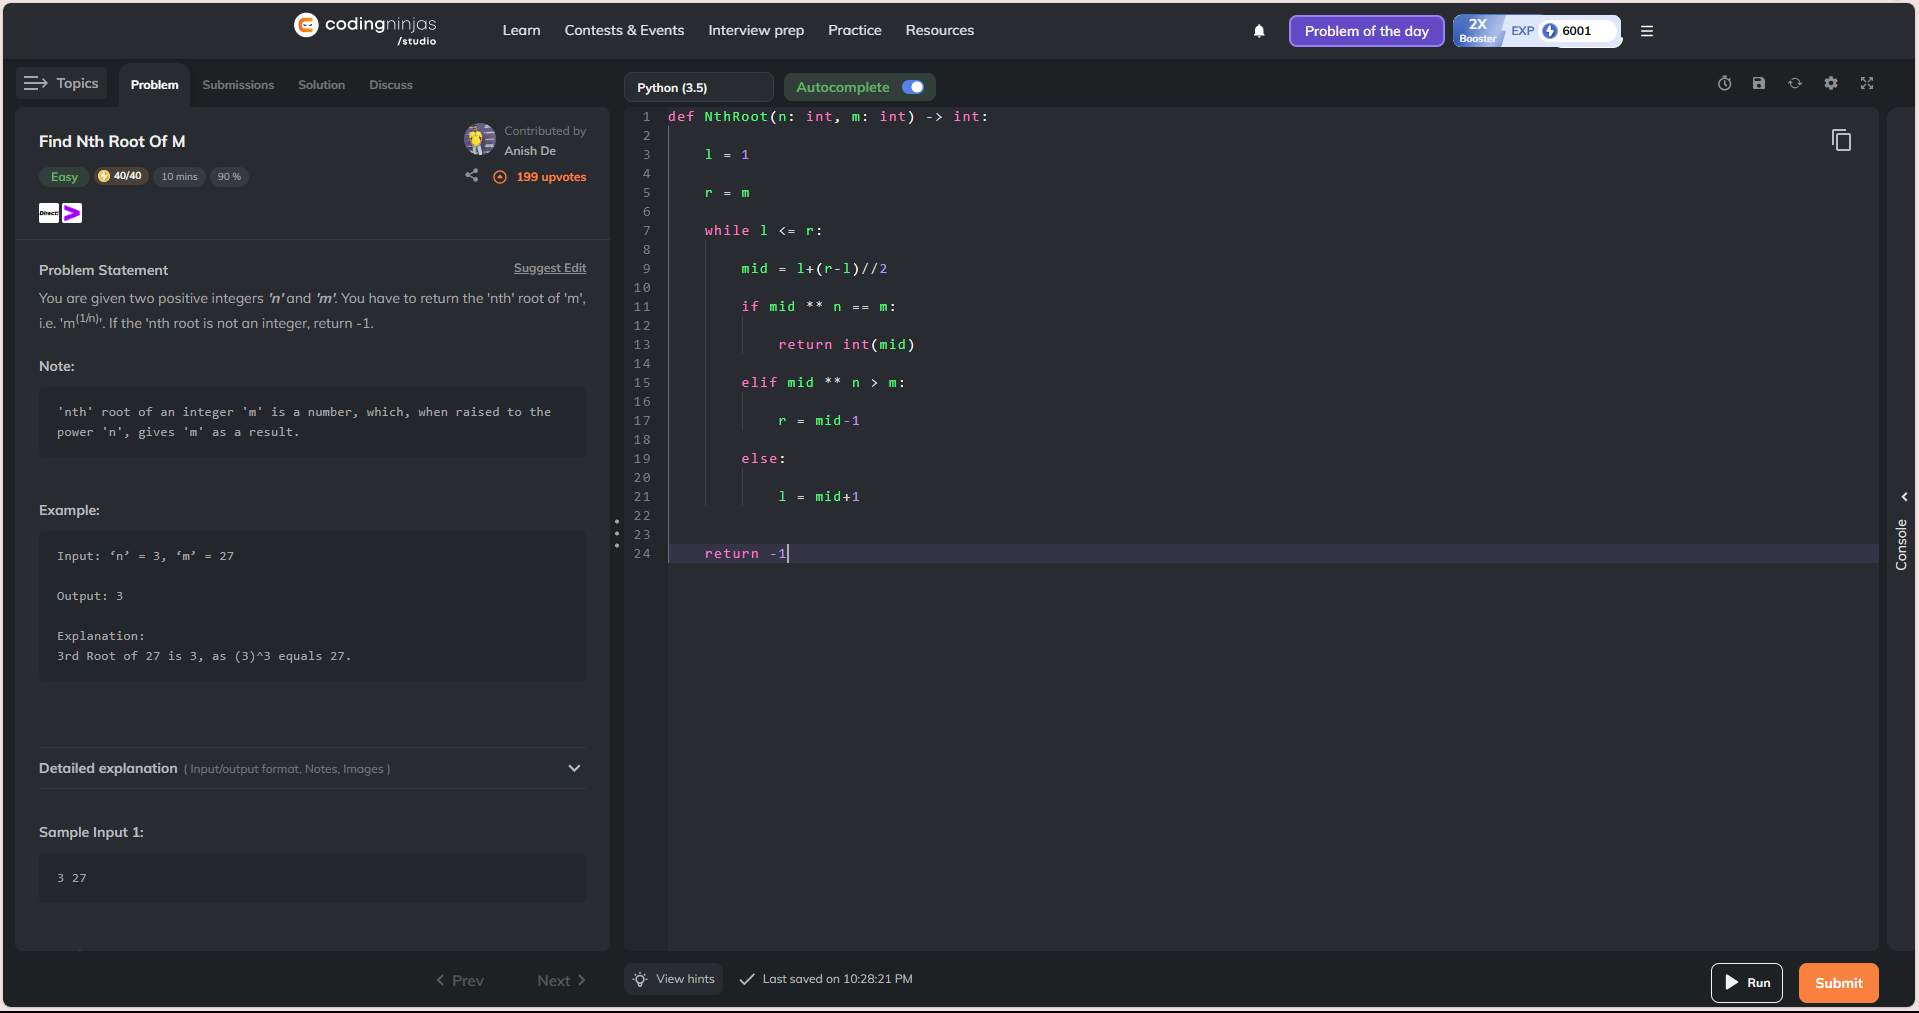 codingninjas
/studio
Learn
Contests & Events
Interview prep
Practice
Resources
Problem of the day
2X
Booster
EXP
6001
Topics
Problem
Submissions
Solution
Discuss
Find Nth Root Of M
Contributed by
Anish De
Easy
40/40
10 mins
90 %
199 upvotes
Directi
Problem Statement
Suggest Edit
You are given two positive integers 'n' and 'm'. You have to return the 'nth' root of 'm',
i.e. 'm(1/n)'. If the 'nth root is not an integer, return -1.
Note:
'nth' root of an integer 'm' is a number, which, when raised to the
power 'n', gives 'm' as a result.
Example:
Input: ‘n’ = 3, ‘m’ = 27
Output: 3
Explanation:
3rd Root of 27 is 3, as (3)^3 equals 27.
Detailed explanation ( Input/output format, Notes, Images )
Sample Input 1:
3 27
Prev
Next
Python (3.5)
Autocomplete
1 def NthRoot(n: int, m: int) -> int:
2
3 l = 1
4
5 r = m
6
7 while l <= r:
8
9 mid = l+(r-l)//2
10
11 if mid ** n == m:
12
13 return int(mid)
14
15 elif mid ** n > m:
16
17 r = mid-1
18
19 else:
20
21 l = mid+1
22
23
24 return -1
Console
View hints
Last saved on 10:28:21 PM
Run
Submit